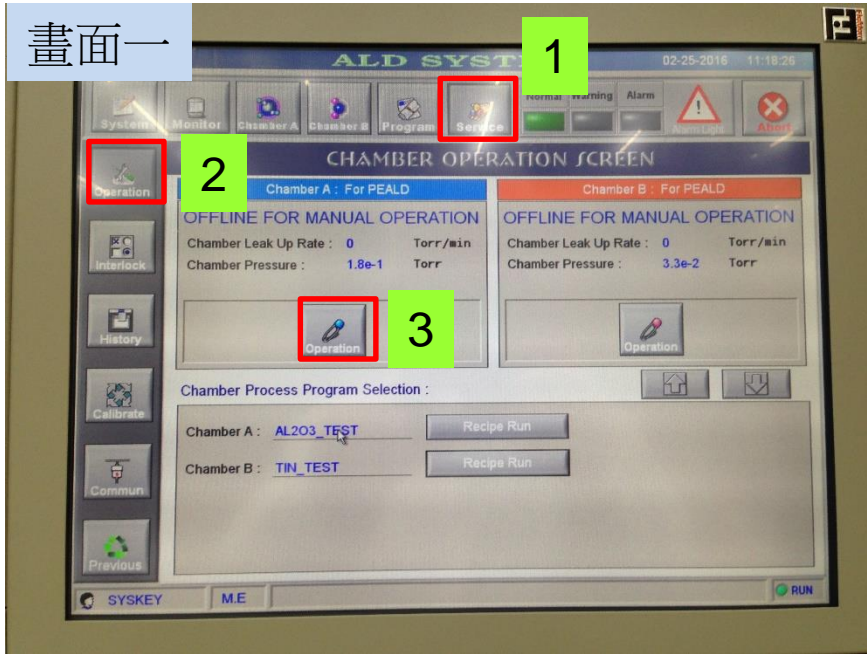 畫面一
ALD SYST
1
02-25-2016 11:18:26
System
Monitor
Chamber A
Chamber B
Program
Service
Normal Warning Alarm
Alarm Light
Abort
CHAMBER OPERATION SCREEN
Operation
2
Interlock
History
Calibrate
Commun
Previous
Chamber A : For PEALD
OFFLINE FOR MANUAL OPERATION
Chamber Leak Up Rate : 0 Torr/min
Chamber Pressure : 1.8e-1 Torr
Operation
3
Chamber B : For PEALD
OFFLINE FOR MANUAL OPERATION
Chamber Leak Up Rate : 0 Torr/min
Chamber Pressure : 3.3e-2 Torr
Operation
Chamber Process Program Selection :
Chamber A : AL2O3_TEST Recipe Run
Chamber B : TIN_TEST Recipe Run
SYSKEY M.E RUN